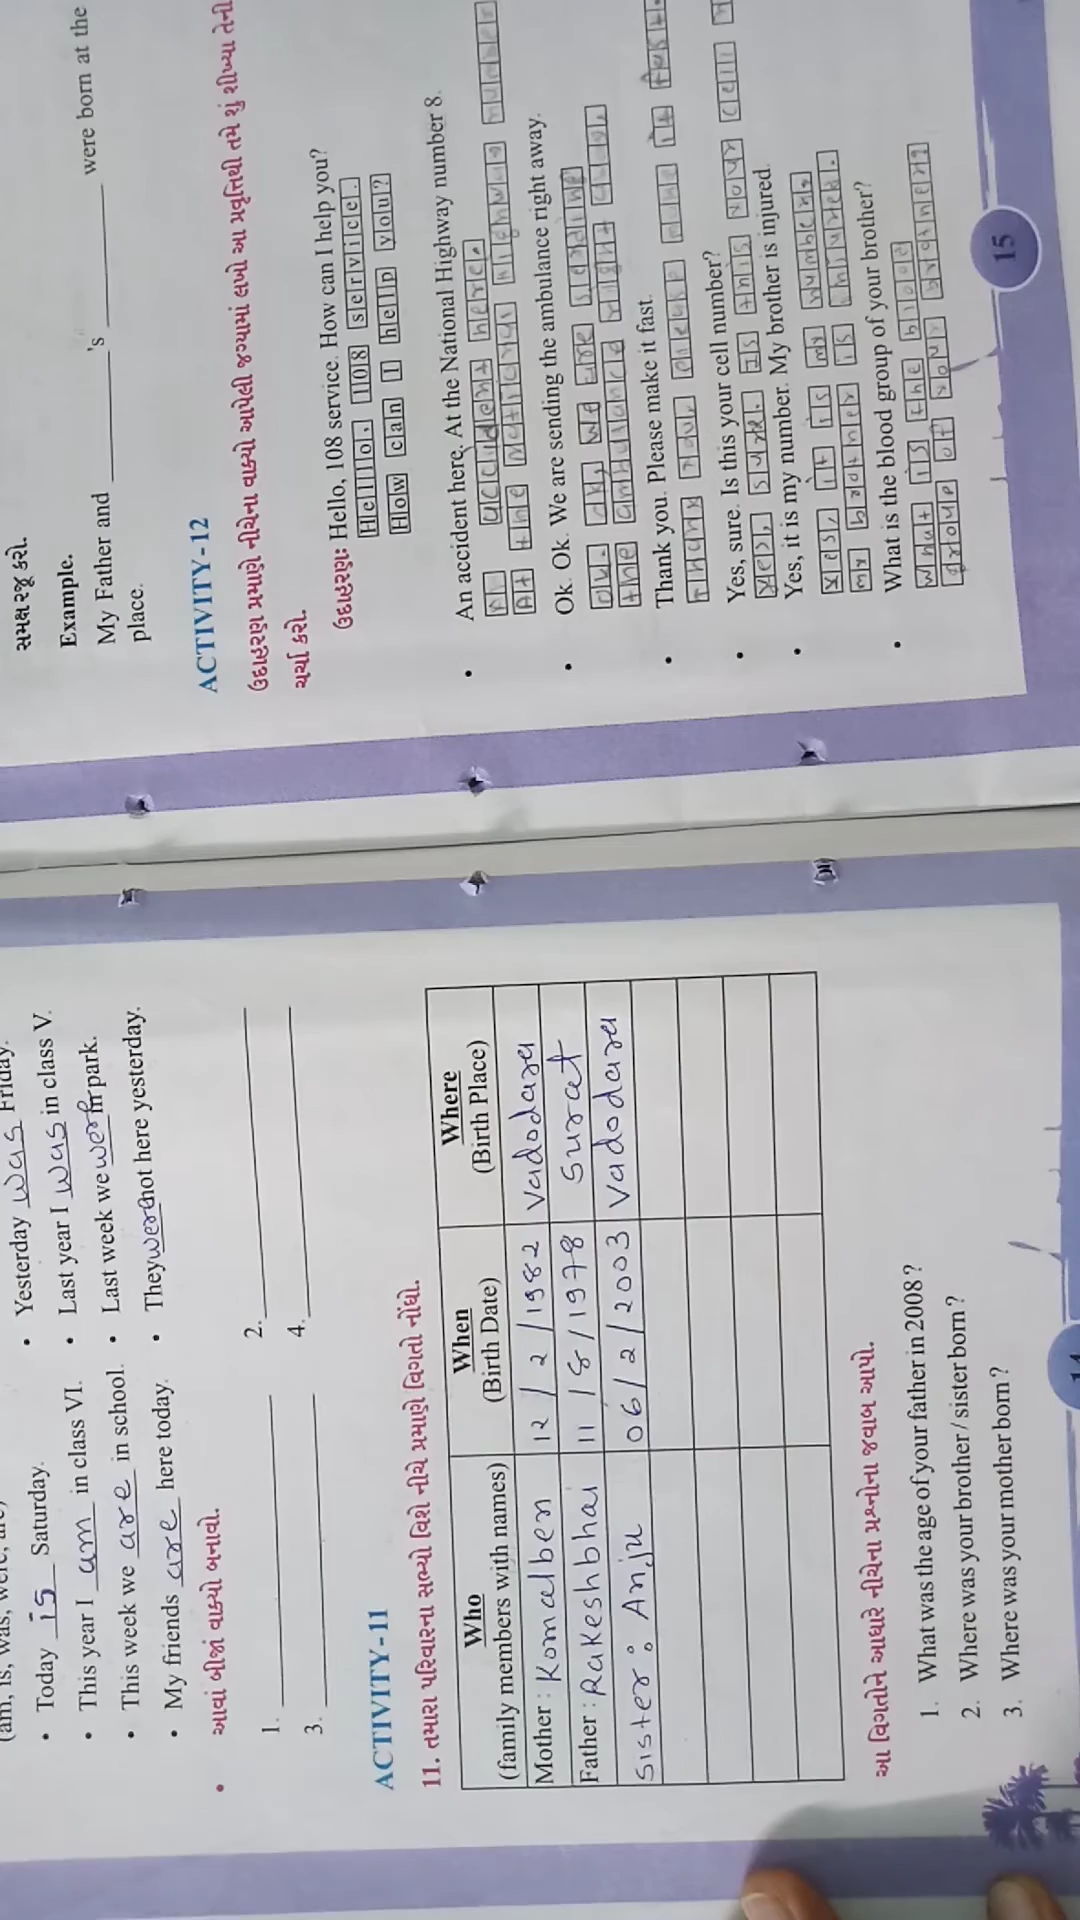 (am, is, was, were, are)
• Today is Saturday. • Yesterday was Friday.
• This year I am in class VI. • Last year I was in class V.
• This week we are in school. • Last week we were in park.
• My friends are here today. • They were not here yesterday.
• આવાં બીજાં વાક્યો બનાવો.
1. 2.
3. 4.
ACTIVITY-11
11. તમારા પરિવારના સભ્યો વિશે નીચે પ્રમાણે વિગતો નોંધો.
Who When Where
(family members with names) (Birth Date) (Birth Place)
Mother : Komalben 12 / 2 / 1982 Vadodara
Father : Rakeshbhai 11 / 8 / 1978 Surat
Sister : Anju 06 / 2 / 2003 Vadodara
આ વિગતોને આધારે નીચેના પ્રશ્નોના જવાબ આપો.
1. What was the age of your father in 2008?
2. Where was your brother / sister born?
3. Where was your mother born?
14
સમક્ષ રજૂ કરો.
Example.
My Father and 's were born at the
place.
ACTIVITY-12
ઉદાહરણ પ્રમાણે નીચેના વાક્યો આપેલી જગ્યામાં લખો આ પ્રવૃત્તિથી તમે શું શીખ્યા તેની
ચર્ચા કરો.
ઉદાહરણ: Hello, 108 service. How can I help you?
Hello, 108 service.
How can I help you?
• An accident here. At the National Highway number 8.
An accident here.
At the National Highway number
• Ok. Ok. We are sending the ambulance right away.
Ok. Ok, we are sending
the ambulance right away.
• Thank you. Please make it fast.
Thank you. please make it fast.
• Yes, sure. Is this your cell number?
Yes, sure. Is this your cell
• Yes, it is my number. My brother is injured.
Yes, it is my number,
my brother is injured.
• What is the blood group of your brother?
What is the blood
group of your brother?
15